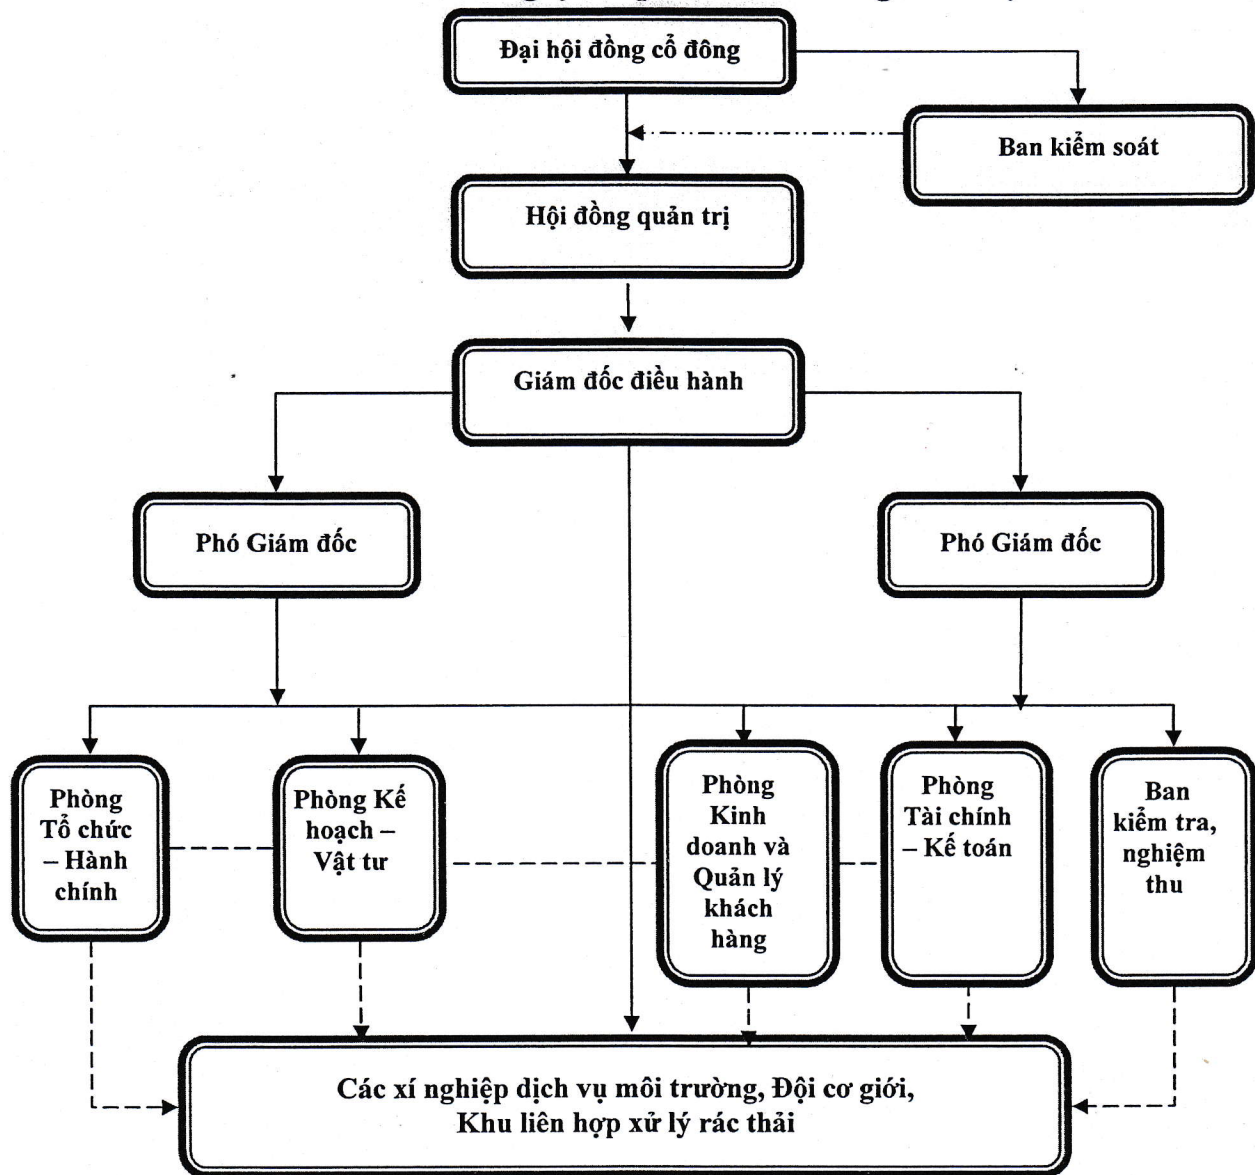 Đại hội đồng cổ đông
Ban kiểm soát
Hội đồng quản trị
Giám đốc điều hành
Phó Giám đốc
Phó Giám đốc
Phòng
Tổ chức
– Hành
chính
Phòng Kế
hoạch –
Vật tư
Phòng
Kinh
doanh và
Quản lý
khách
hàng
Phòng
Tài chính
– Kế toán
Ban
kiểm tra,
nghiệm
thu
Các xí nghiệp dịch vụ môi trường, Đội cơ giới,
Khu liên hợp xử lý rác thải